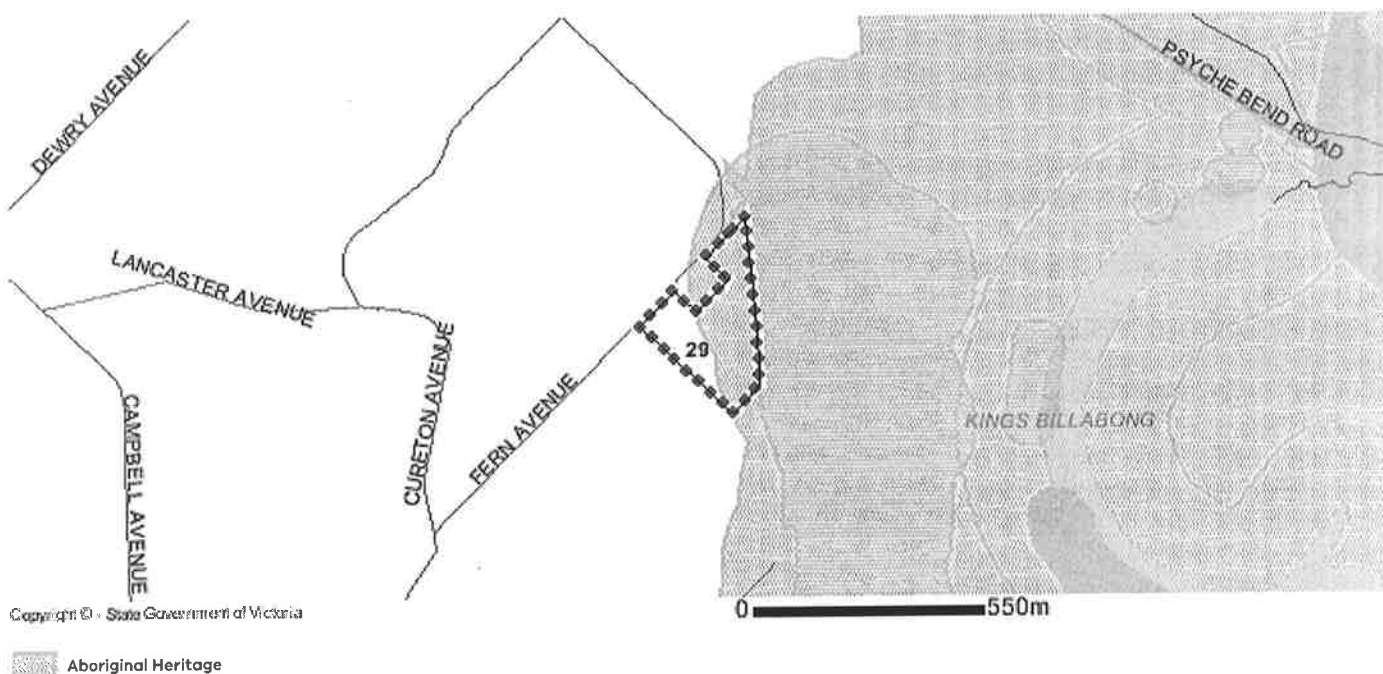 DEWRY AVENUE
PSYCHE BEND ROAD
LANCASTER AVENUE
29
CAMPBELL AVENUE
CURETON AVENUE
FERN AVENUE
KINGS BILLABONG
Copyright © - State Government of Victoria
0 550m
Aboriginal Heritage